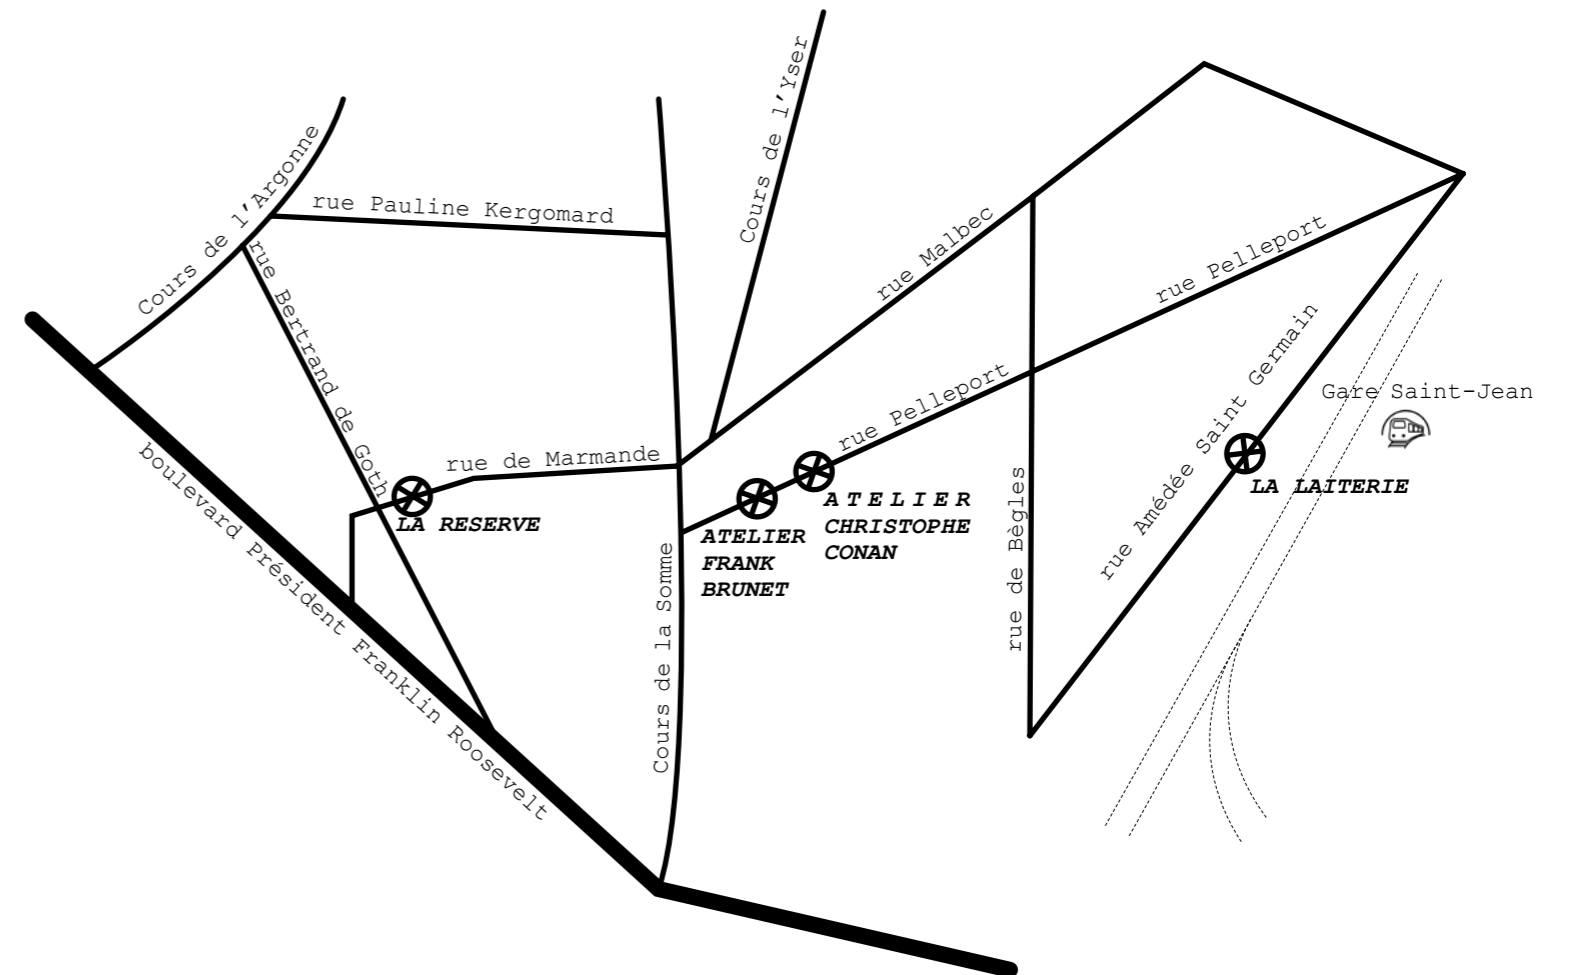 Cours de l'Yser
Cours de l'Argonne
rue Pauline Kergomard
rue Malbec
rue Pelleport
rue Bertrand de Goth
rue Pelleport
Gare Saint-Jean
rue Amédée Saint Germain
boulevard Président Franklin Roosevelt
rue de Marmande
LA RESERVE
LA LAITERIE
ATELIER
FRANK
BRUNET
ATELIER
CHRISTOPHE
CONAN
rue de Bègles
Cours de la Somme